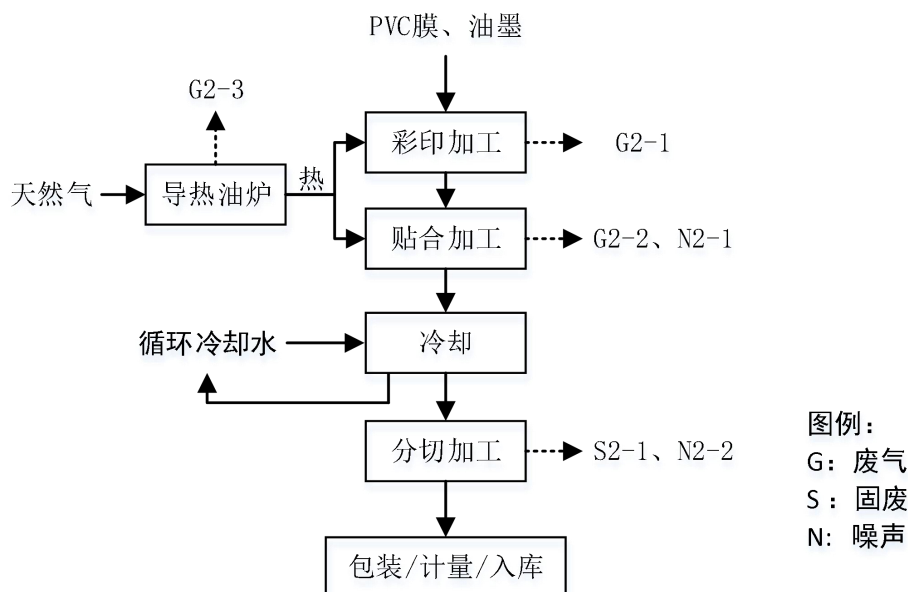 PVC膜、油墨
G2-3
彩印加工
G2-1
天然气
导热油炉
热
贴合加工
G2-2、N2-1
循环冷却水
冷却
分切加工
S2-1、N2-2
包装/计量/入库
图例：
G：废气
S：固废
N: 噪声